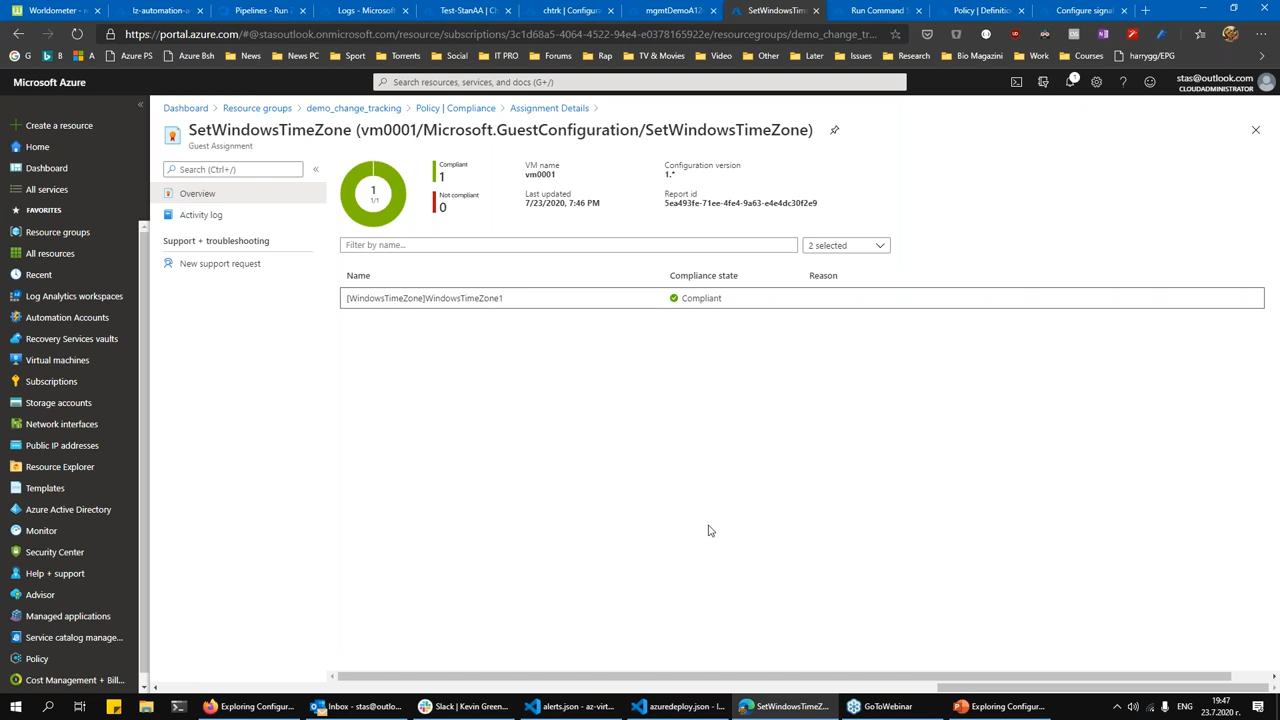 Worldometer -
Iz-automation-
Resource Grou
Test-StanAA | C
chtrk | Configur
mgmtDemoA12
SetWindowsTime
Run Command S
Policy | Definitio
Configure signal
https://portal.azure.com/#@stasoutlook.onmicrosoft.com/resource/subscriptions/3c1d68a5-4064-4522-94e4-e0378165922e/resourcegroups/demo_change_tracking/p...
G
B
A
Azure PS
Azure Bsh
News
News PC
Sport
Torrents
Social
IT PRO
Forums
Rap
TV & Movies
Video
Other
Later
Issues
Research
Bio Magazini
Work
Courses
harrygg/EPG
Microsoft Azure
Search resources, services, and docs (G+/)
1
stas@outlook.com
CLOUDADMINISTRATOR
Dashboard
Resource groups
demo_change_tracking
Policy | Compliance
Assignment Details
SetWindowsTimeZone (vm0001/Microsoft.GuestConfiguration/SetWindowsTimeZone)
Guest Assignment
Create a resource
Home
Dashboard
All services
FAVORITES
Resource groups
All resources
Recent
Log Analytics workspaces
Automation Accounts
Recovery Services vaults
Virtual machines
Subscriptions
Storage accounts
Network interfaces
Public IP addresses
Resource Explorer
Templates
Azure Active Directory
Monitor
Security Center
Help + support
Advisor
Managed applications
Service catalog manage...
Policy
Cost Management + Bill...
Search (Ctrl+/)
Overview
Activity log
Support + troubleshooting
New support request
1
1/1
Compliant
1
Not compliant
0
VM name
vm0001
Last updated
7/23/2020, 7:46 PM
Configuration version
1.*
Report id
5ea493fe-71ee-4fe4-9a63-e4e4dc30f2e9
Filter by name...
2 selected
Name
Compliance state
Reason
[WindowsTimeZone]WindowsTimeZone1
Compliant
Exploring Configur...
Inbox - stas@outlo...
Slack | Kevin Green...
alerts.json - az-virt...
azuredeploy.json - I...
SetWindowsTimeZ...
GoToWebinar
Exploring Configur...
ENG
19:47
23.7.2020 г.